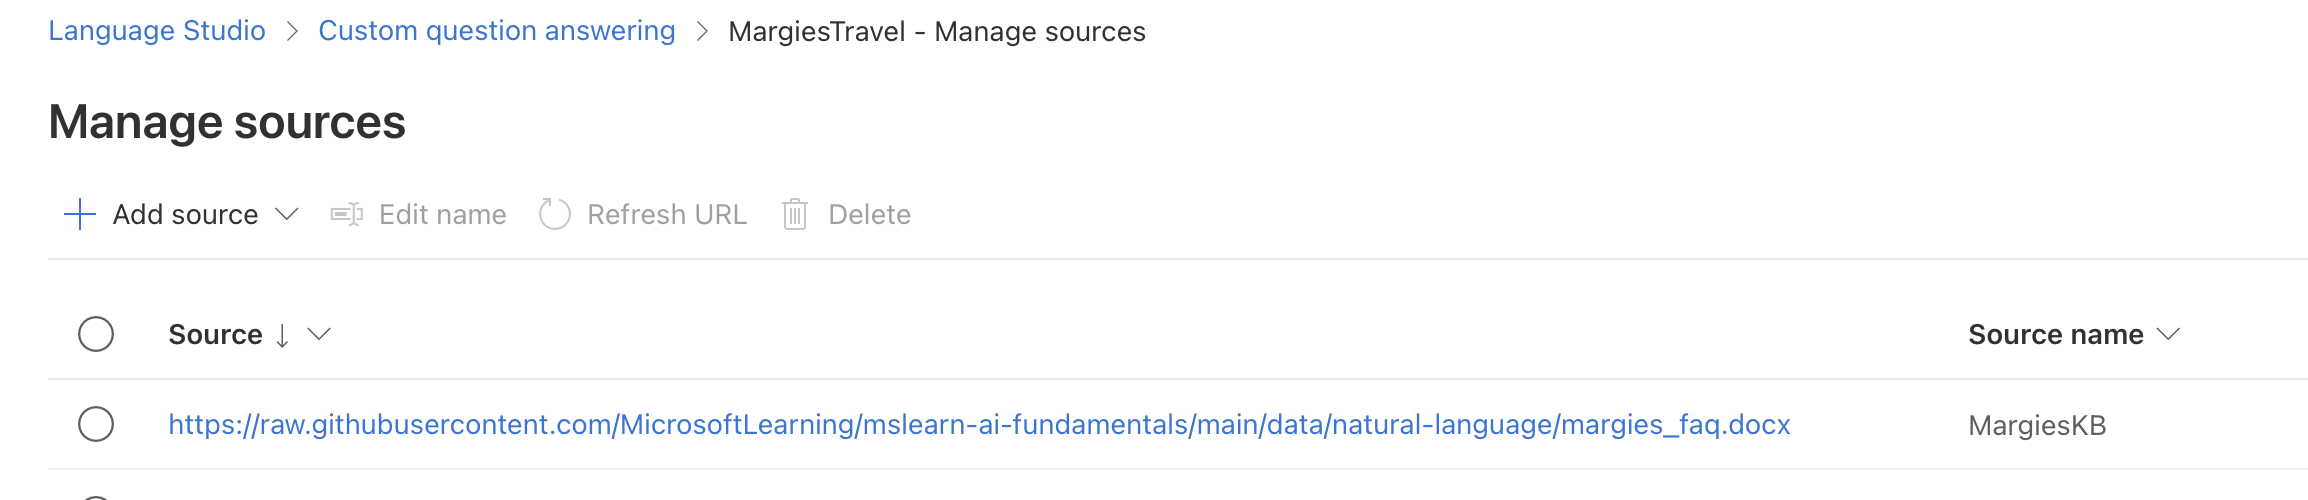 Language Studio > Custom question answering > MargiesTravel - Manage sources
Manage sources
Add source Edit name Refresh URL Delete
Source Source name
https://raw.githubusercontent.com/MicrosoftLearning/mslearn-ai-fundamentals/main/data/natural-language/margies_faq.docx MargiesKB